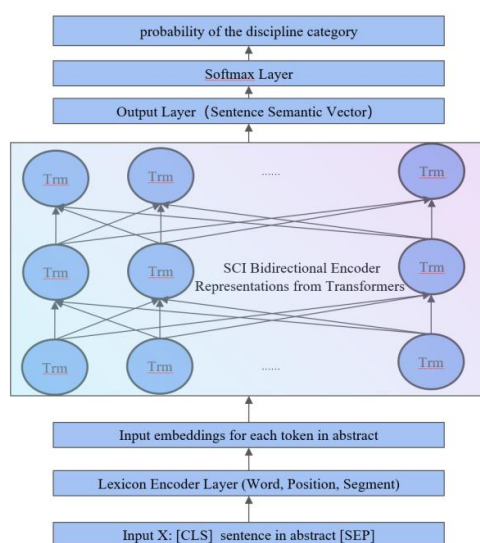 probability of the discipline category
Softmax Layer
Output Layer（Sentence Semantic Vector）
Trm Trm ...... Trm
Trm Trm Trm
SCI Bidirectional Encoder
Representations from Transformers
Trm Trm ...... Trm
Input embeddings for each token in abstract
Lexicon Encoder Layer (Word, Position, Segment)
Input X: [CLS] sentence in abstract [SEP]